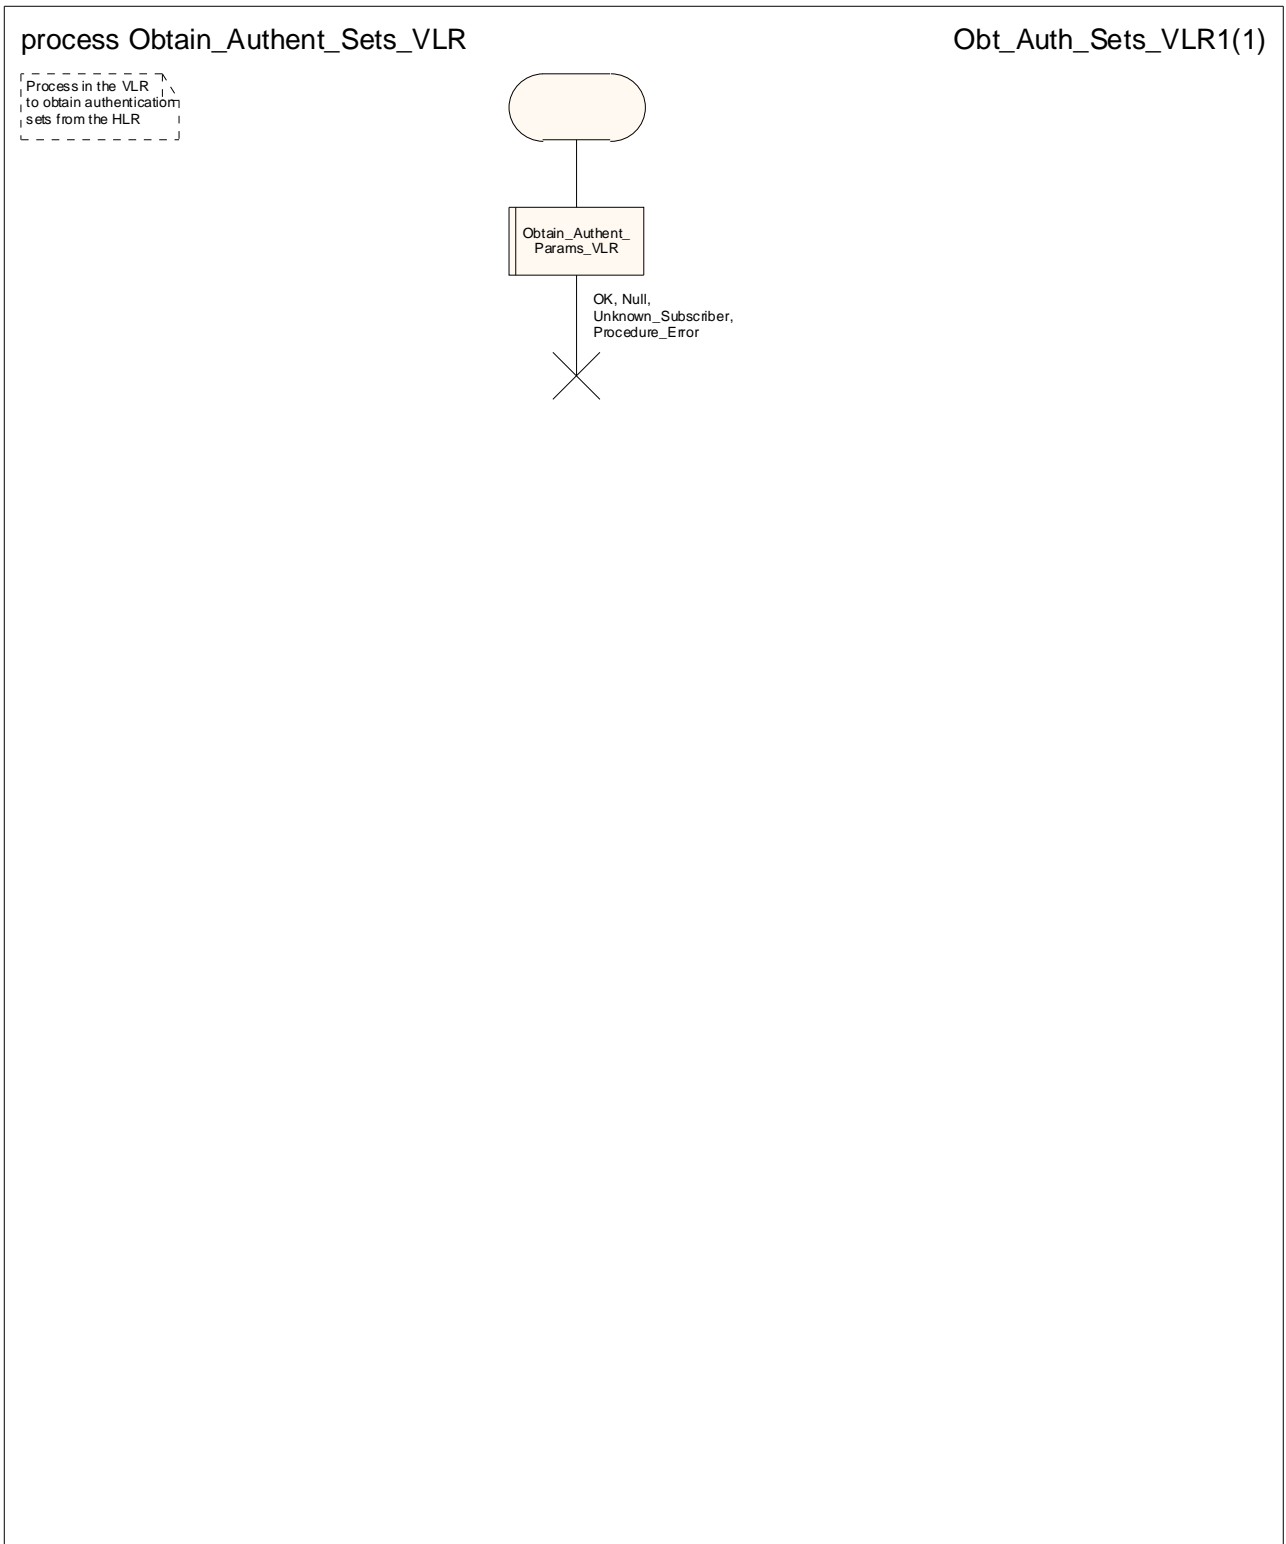 process Obtain_Authent_Sets_VLR
Obt_Auth_Sets_VLR1(1)
Process in the VLR
to obtain authentication
sets from the HLR
Obtain_Authent_
Params_VLR
OK, Null,
Unknown_Subscriber,
Procedure_Error